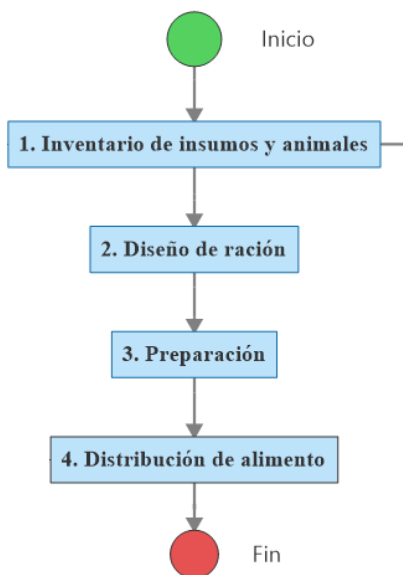 Inicio
1. Inventario de insumos y animales
2. Diseño de ración
3. Preparación
4. Distribución de alimento
Fin